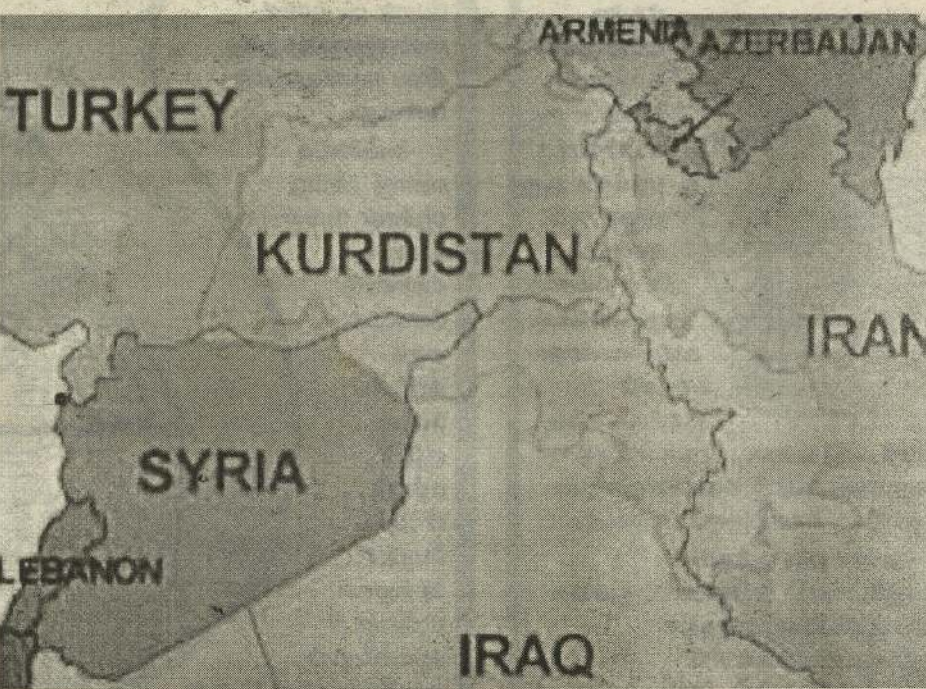 ARMENIA
AZERBAIJAN
TURKEY
KURDISTAN
IRAN
SYRIA
LEBANON
IRAQ